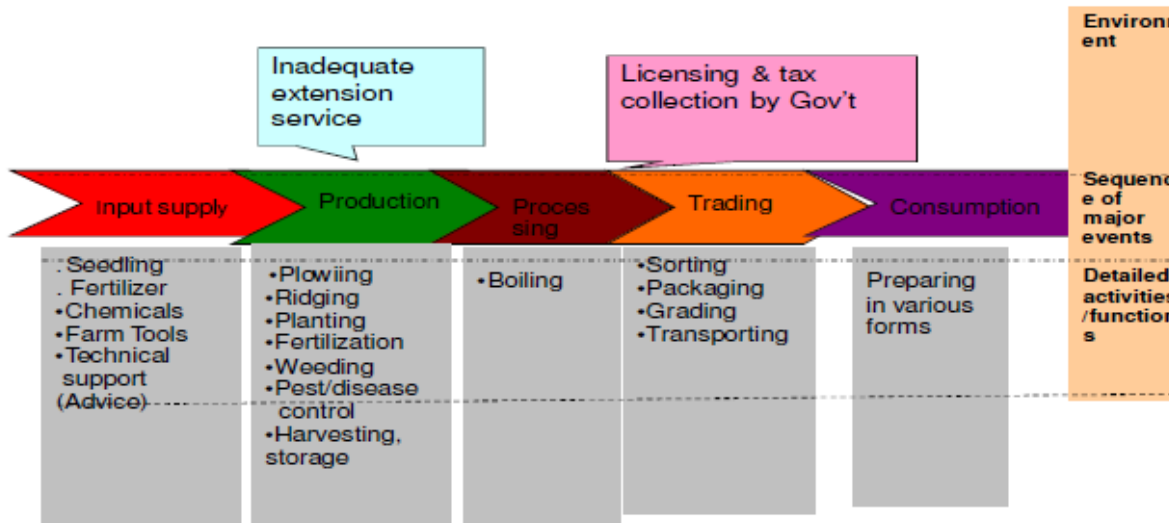 Environm
ent
Inadequate
extension
service
Licensing & tax
collection by Gov't
Input supply
Production
Proces
sing
Trading
Consumption
Sequenc
e of
major
events
. Seedling
. Fertilizer
•Chemicals
•Farm Tools
•Technical
support
(Advice)
•Plowiing
•Ridging
•Planting
•Fertilization
•Weeding
•Pest/disease
control
•Harvesting,
storage
•Boiling
•Sorting
•Packaging
•Grading
•Transporting
Preparing
in various
forms
Detailed
activities
/function
s